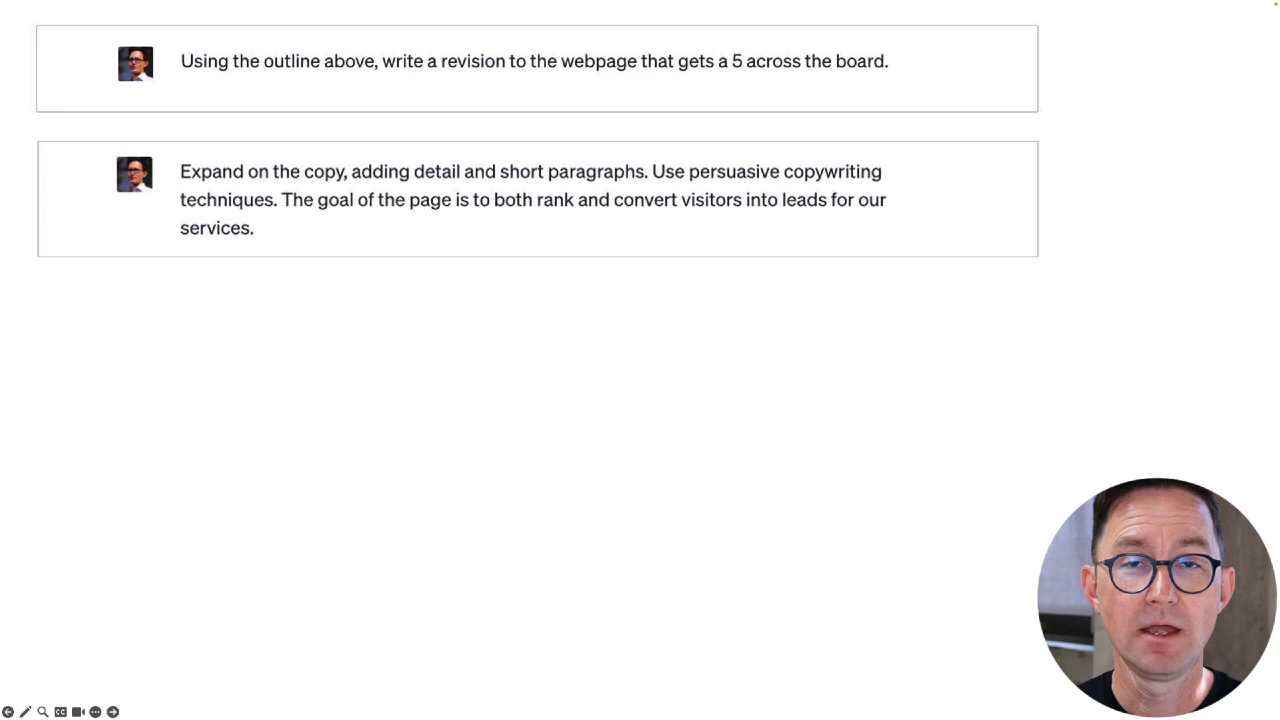 Using the outline above, write a revision to the webpage that gets a 5 across the board.
Expand on the copy, adding detail and short paragraphs. Use persuasive copywriting
techniques. The goal of the page is to both rank and convert visitors into leads for our
services.
CC